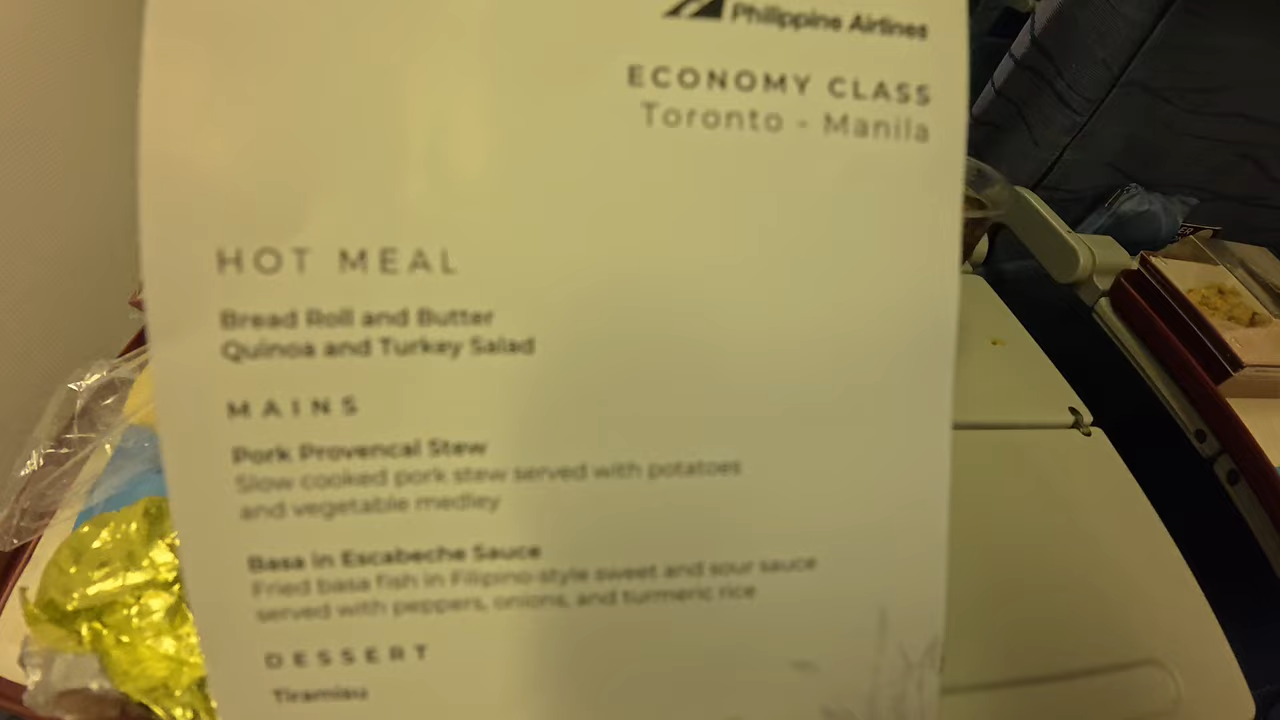 Philippine Airlines
ECONOMY CLASS
Toronto - Manila
HOT MEAL
Bread Roll and Butter
Quinoa and Turkey Salad
MAINS
Pork Provencal Stew
Slow cooked pork stew served with potatoes
and vegetable medley
Basa in Escabeche Sauce
Fried basa fish in Filipino-style sweet and sour sauce
served with peppers, onions, and turmeric rice
DESSERT
Tiramisu